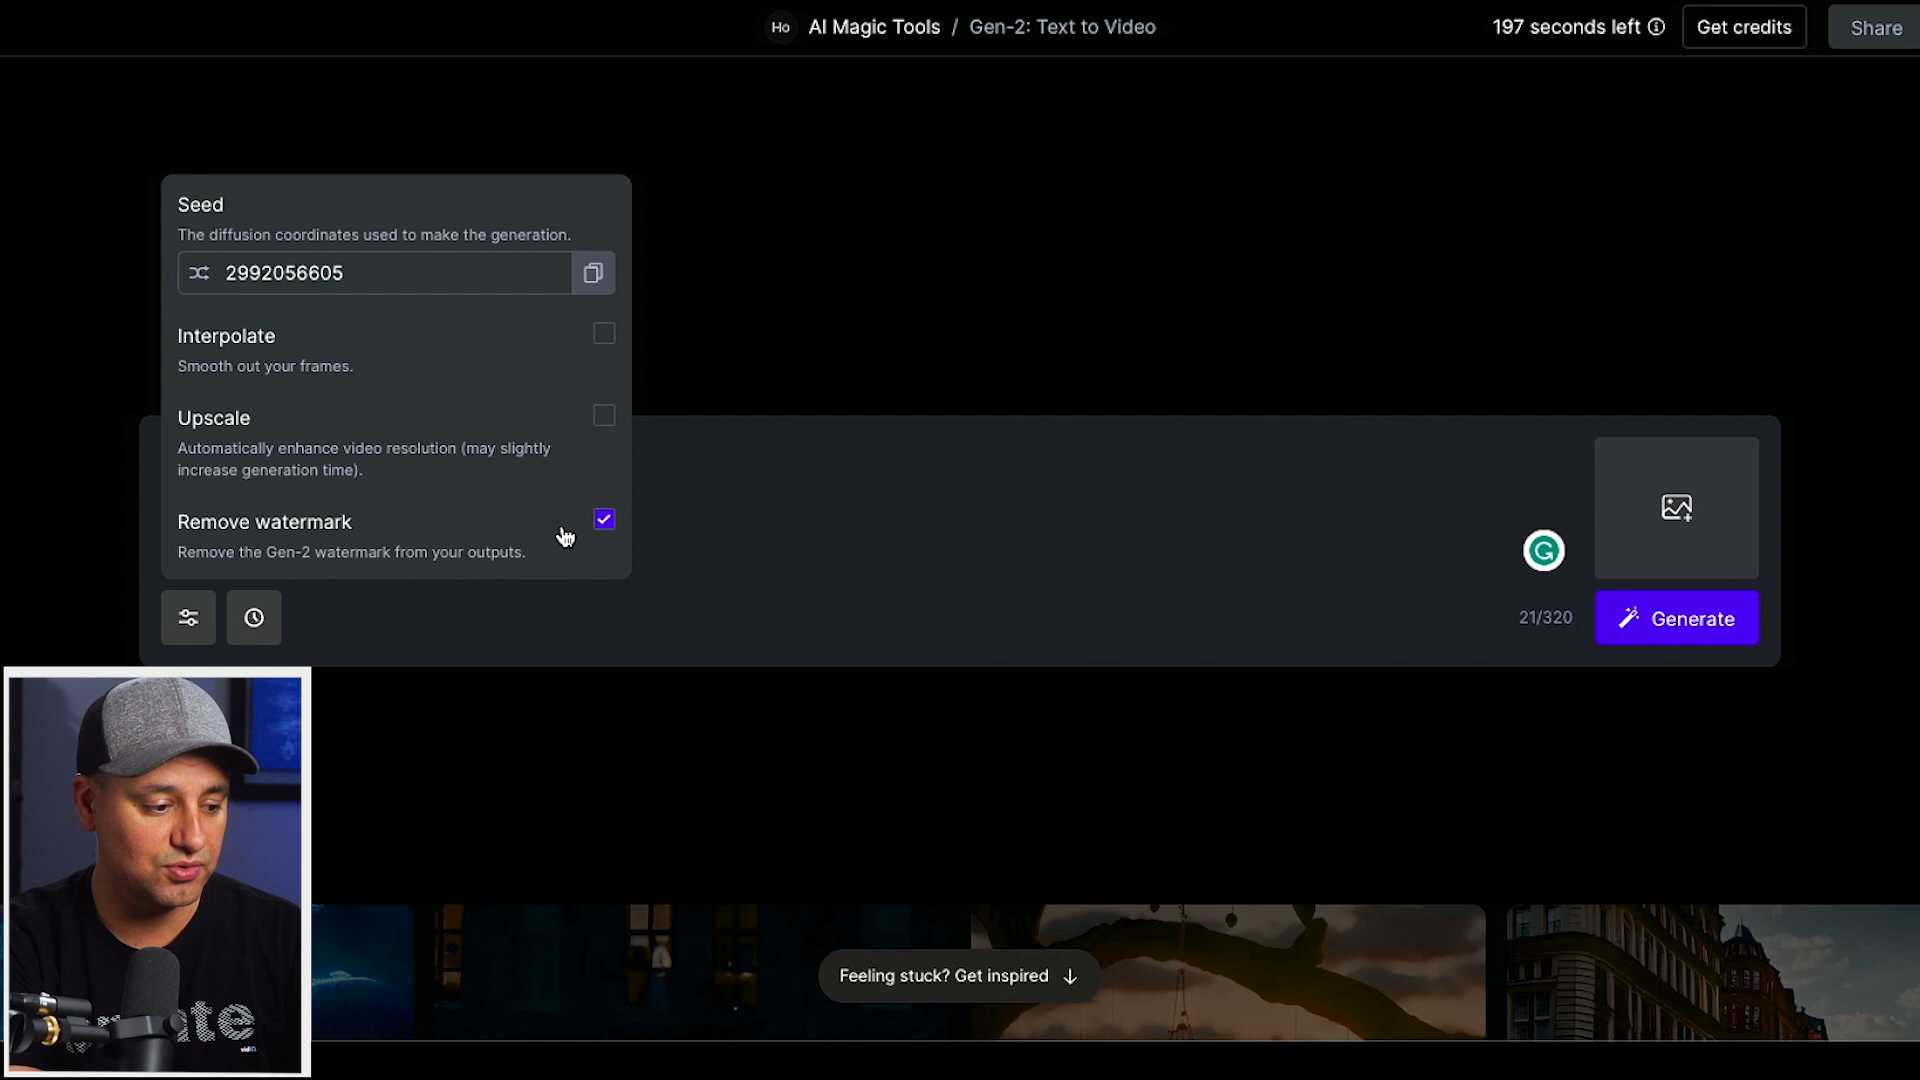 Ho AI Magic Tools / Gen-2: Text to Video
197 seconds left
Get credits
Share
Seed
The diffusion coordinates used to make the generation.
2992056605
Interpolate
Smooth out your frames.
Upscale
Automatically enhance video resolution (may slightly
increase generation time).
Remove watermark
Remove the Gen-2 watermark from your outputs.
21/320
Generate
Feeling stuck? Get inspired ↓
vidIQ